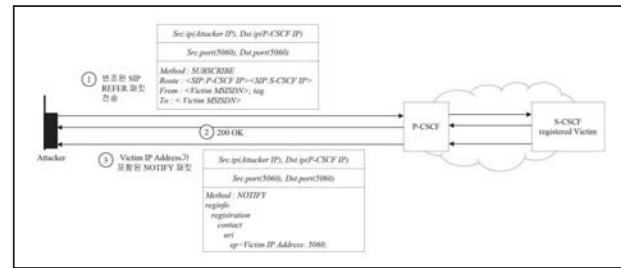 Src.ip(Attacker IP), Dst.ip(P-CSCF IP)
Src.port(5060), Dst.port(5060)
Method : SUBSCRIBE
Route : <SIP:P-CSCF IP><SIP:S-CSCF IP>
From : <Victim MSISDN>; tag
To : < Victim MSISDN>
① 변조된 SIP
REFER 패킷
전송
② 200 OK
Attacker
P-CSCF
S-CSCF
registered Victim
③ Victim IP Address가
포함된 NOTIFY 패킷
Src.ip(Attacker IP), Dst.ip(P-CSCF IP)
Src.port(5060), Dst.port(5060)
Method : NOTIFY
reginfo
registration
contact
uri
ep=Victim IP Address: 5060;